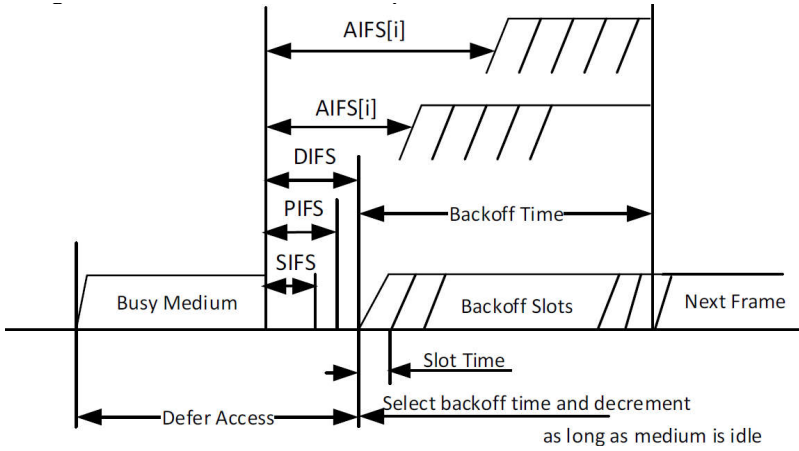 AIFS[i]
AIFS[i]
DIFS
PIFS
Backoff Time
SIFS
Busy Medium
Backoff Slots
Next Frame
Slot Time
Defer Access
Select backoff time and decrement
as long as medium is idle